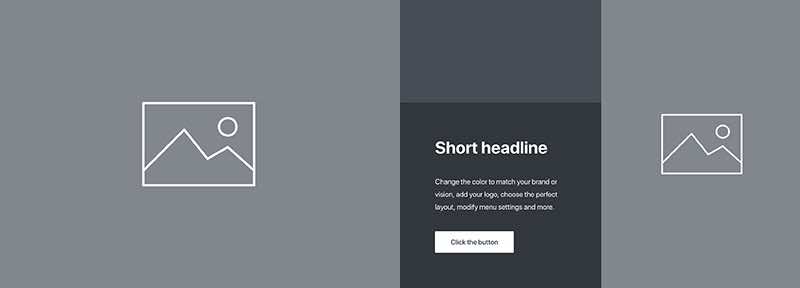 Short headline
Change the color to match your brand or
vision, add your logo, choose the perfect
layout, modify menu settings and more.
Click the button